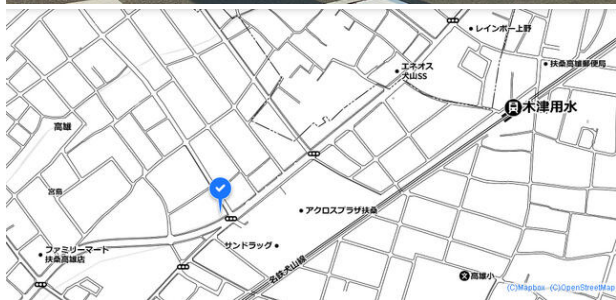 レインボー上野
エネオス
犬山SS
扶桑高雄郵便局
木津用水
高雄
宮島
アクロスプラザ扶桑
サンドラッグ
ファミリーマート
扶桑高雄店
名鉄犬山線
高雄小
(C)Mapbox (C)OpenStreetMap